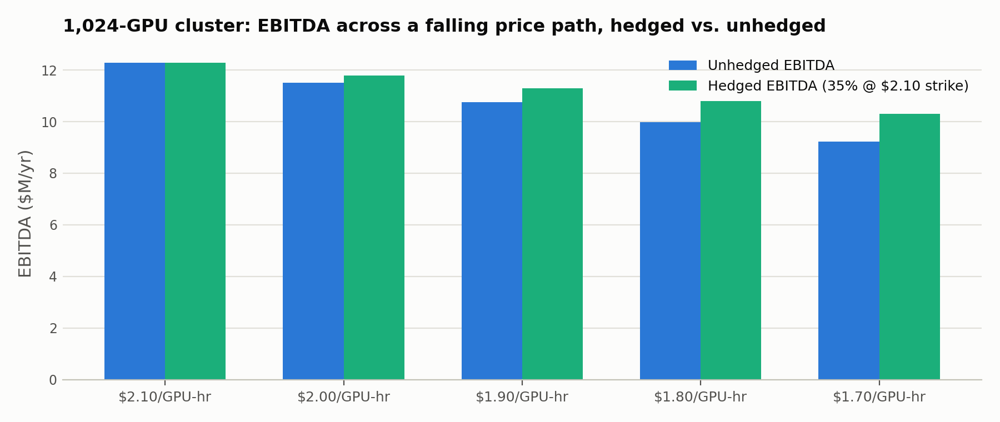 1,024-GPU cluster: EBITDA across a falling price path, hedged vs. unhedged
Unhedged EBITDA
Hedged EBITDA (35% @ $2.10 strike)
EBITDA ($M/yr)
12
10
8
6
4
2
0
$2.10/GPU-hr
$2.00/GPU-hr
$1.90/GPU-hr
$1.80/GPU-hr
$1.70/GPU-hr